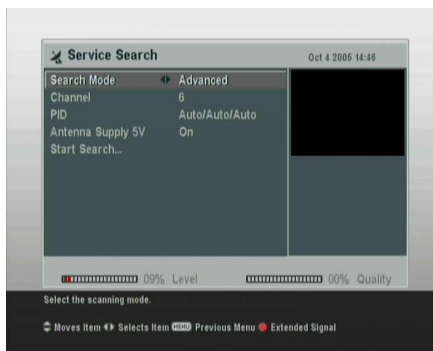 Service Search
Oct 4 2005 14:46
Search Mode Advanced
Channel 6
PID Auto/Auto/Auto
Antenna Supply 5V On
Start Search...
09% Level 00% Quality
Select the scanning mode.
Moves Item Selects Item MENU Previous Menu Extended Signal